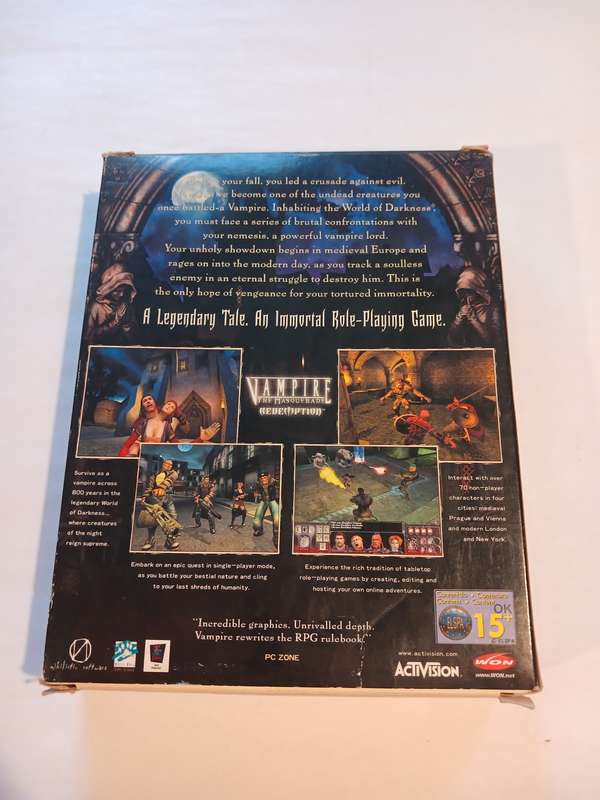 your fall, you led a crusade against evil.
become one of the undead creatures you
once battled-a Vampire. Inhabiting the World of Darkness®,
you must face a series of brutal confrontations with
your nemesis, a powerful vampire lord.
Your unholy showdown begins in medieval Europe and
rages on into the modern day, as you track a soulless
enemy in an eternal struggle to destroy him. This is
the only hope of vengeance for your tortured immortality.
A Legendary Tale. An Immortal Role-Playing Game.
VAMPIRE
THE MASQUERADE
REDEMPTION™
Survive as a
vampire across
800 years in the
legendary World
of Darkness...
where creatures
of the night
reign supreme.
Interact with over
70 non-player
characters in four
cities: medieval
Prague and Vienna
and modern London
and New York.
Embark on an epic quest in single-player mode,
as you battle your bestial nature and cling
to your last shreds of humanity.
Experience the rich tradition of tabletop
role-playing games by creating, editing and
hosting your own online adventures.
"Incredible graphics. Unrivalled depth.
Vampire rewrites the RPG rulebook."
PC ZONE
ELSPA
OK
15+
© ELSPA
nihilistic software
www.activision.com
ACTIVISION
WON
www.WON.net